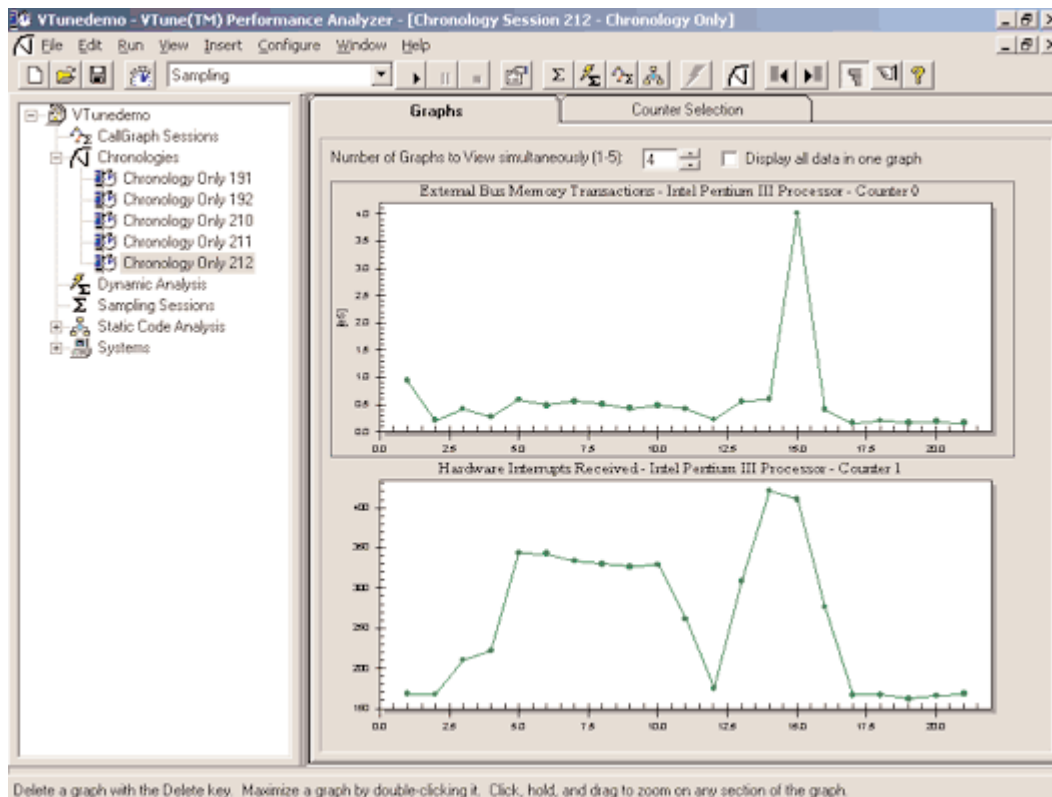 VTunedemo - VTune(TM) Performance Analyzer - [Chronology Session 212 - Chronology Only]
File Edit Run View Insert Configure Window Help
Sampling
VTunedemo
CallGraph Sessions
Chronologies
Chronology Only 191
Chronology Only 192
Chronology Only 210
Chronology Only 211
Chronology Only 212
Dynamic Analysis
Sampling Sessions
Static Code Analysis
Systems
Graphs
Counter Selection
Number of Graphs to View simultaneously (1-5): 4 Display all data in one graph
External Bus Memory Transactions - Intel Pentium III Processor - Counter 0
4.0
3.5
3.0
2.5
2.0
1.5
1.0
0.5
0.0
0.0 2.5 5.0 7.5 10.0 12.5 15.0 17.5 20.0
Hardware Interrupts Received - Intel Pentium III Processor - Counter 1
400
350
300
250
200
150
0.0 2.5 5.0 7.5 10.0 12.5 15.0 17.5 20.0
Delete a graph with the Delete key. Maximize a graph by double-clicking it. Click, hold, and drag to zoom on any section of the graph.